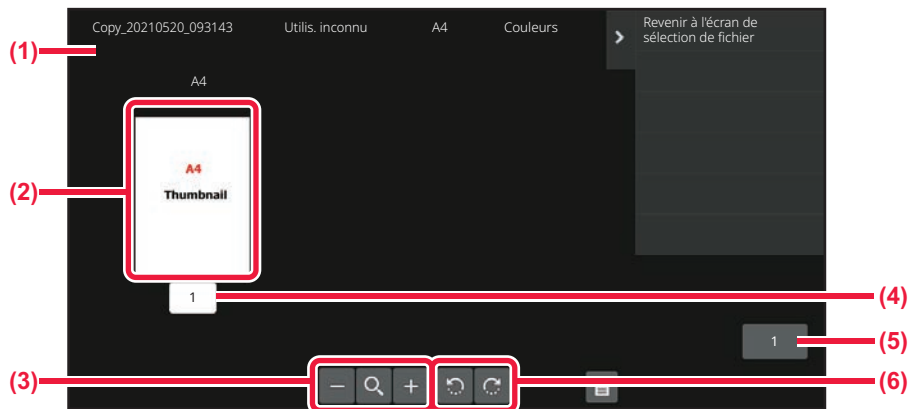 Copy_20210520_093143 Utilis. inconnu A4 Couleurs
Revenir à l'écran de
sélection de fichier
(1)
A4
A4
Thumbnail
(2)
1
(4)
1
(5)
(3)
(6)